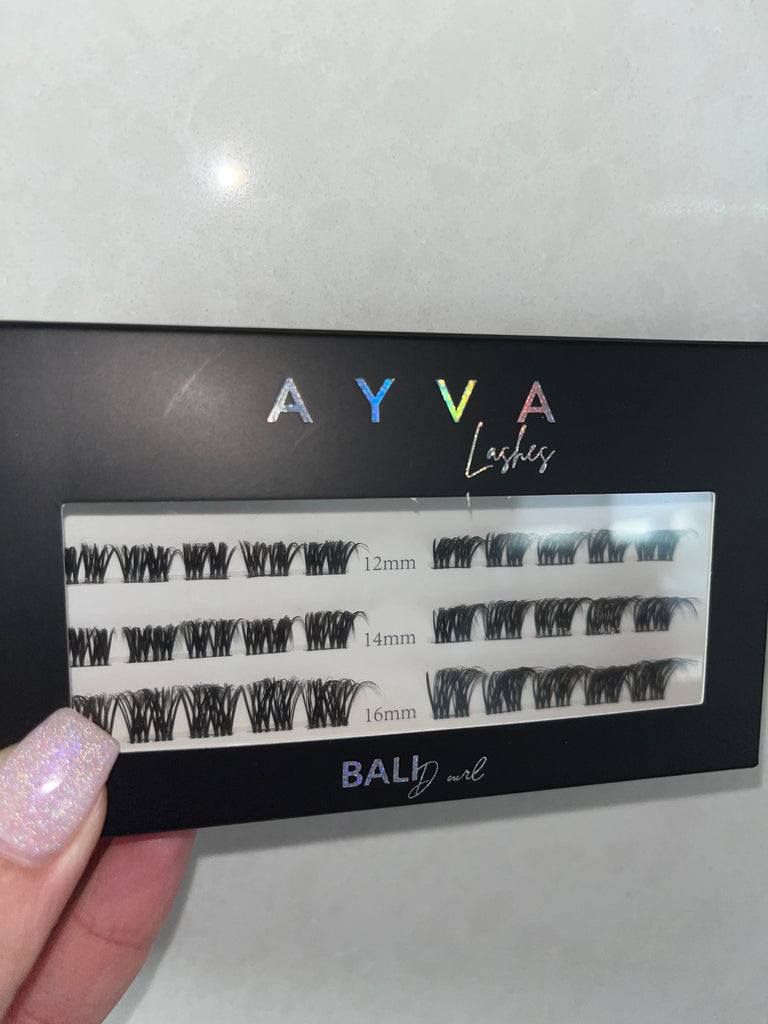 AYVA
Lashes
12mm
14mm
16mm
BALI D curl